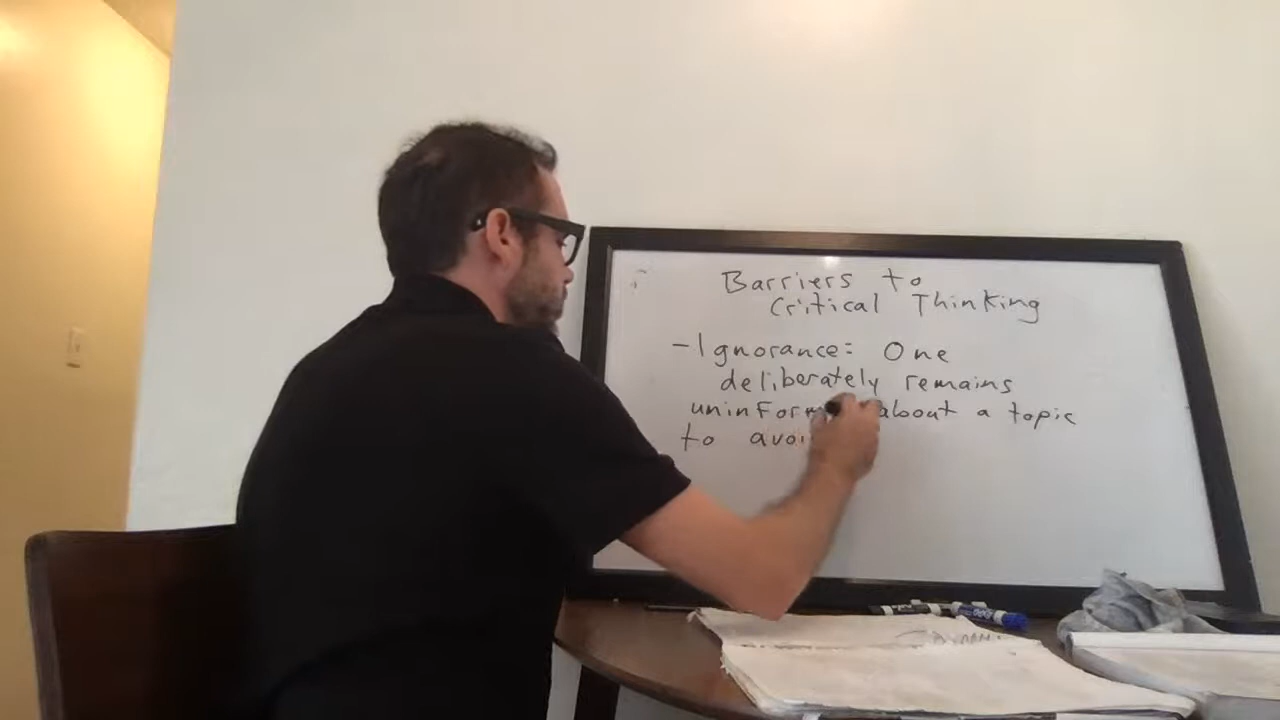 Barriers to
Critical Thinking
-Ignorance: One
deliberately remains
about a topic
to